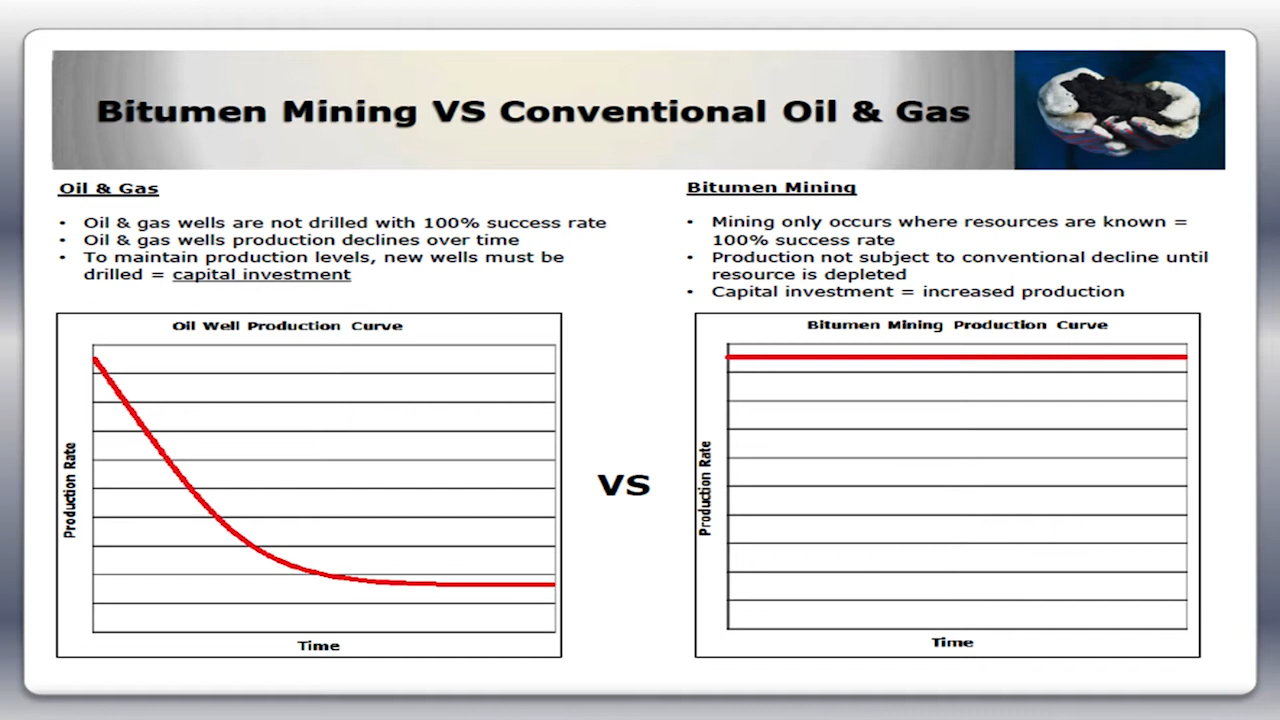 Bitumen Mining VS Conventional Oil & Gas
Oil & Gas
• Oil & gas wells are not drilled with 100% success rate
• Oil & gas wells production declines over time
• To maintain production levels, new wells must be
drilled = capital investment
Oil Well Production Curve
Production Rate
Time
VS
Bitumen Mining
• Mining only occurs where resources are known =
100% success rate
• Production not subject to conventional decline until
resource is depleted
• Capital investment = increased production
Bitumen Mining Production Curve
Production Rate
Time